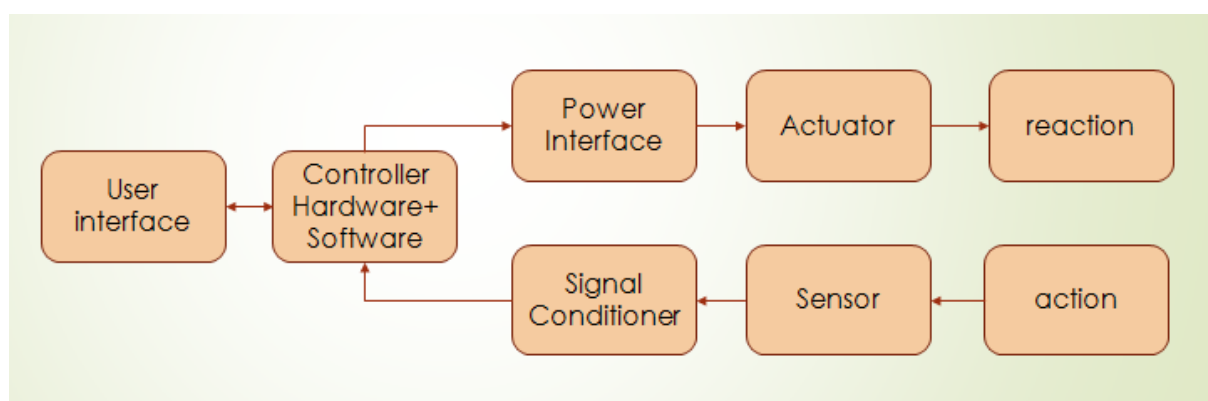 User
interface
Controller
Hardware+
Software
Power
Interface
Actuator
reaction
Signal
Conditioner
Sensor
action